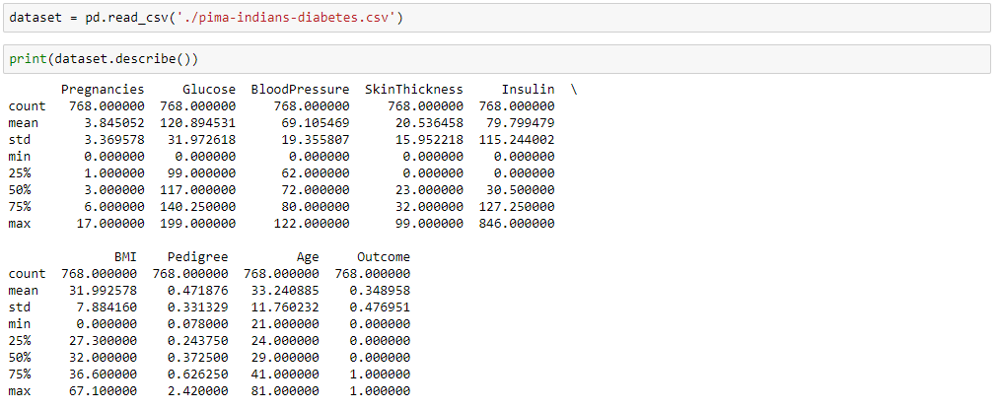 dataset = pd.read_csv('./pima-indians-diabetes.csv')
print(dataset.describe())
       Pregnancies     Glucose  BloodPressure  SkinThickness     Insulin  \
count   768.000000  768.000000     768.000000     768.000000  768.000000
mean      3.845052  120.894531      69.105469      20.536458   79.799479
std       3.369578   31.972618      19.355807      15.952218  115.244002
min       0.000000    0.000000       0.000000       0.000000    0.000000
25%       1.000000   99.000000      62.000000       0.000000    0.000000
50%       3.000000  117.000000      72.000000      23.000000   30.500000
75%       6.000000  140.250000      80.000000      32.000000  127.250000
max      17.000000  199.000000     122.000000      99.000000  846.000000
              BMI    Pedigree         Age     Outcome
count  768.000000  768.000000  768.000000  768.000000
mean    31.992578    0.471876   33.240885    0.348958
std      7.884160    0.331329   11.760232    0.476951
min      0.000000    0.078000   21.000000    0.000000
25%     27.300000    0.243750   24.000000    0.000000
50%     32.000000    0.372500   29.000000    0.000000
75%     36.600000    0.626250   41.000000    1.000000
max     67.100000    2.420000   81.000000    1.000000